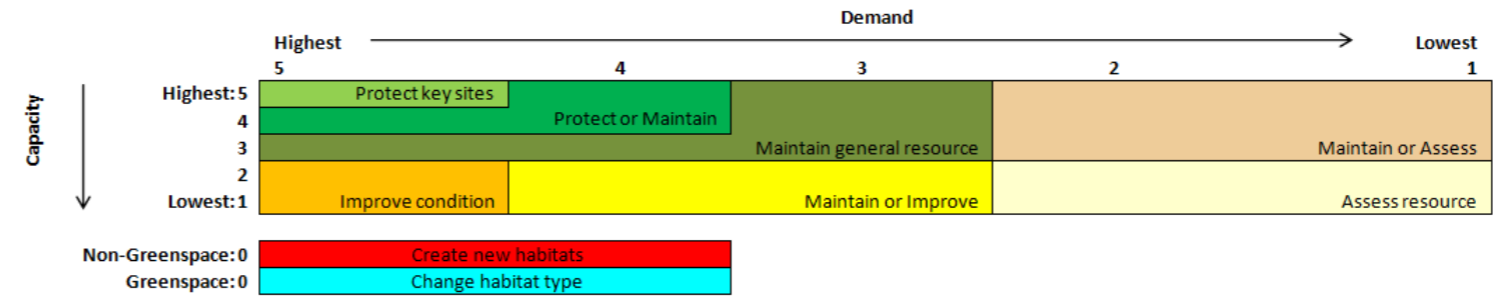 Demand
Highest Lowest
5 4 3 2 1
Capacity
Highest: 5 Protect key sites
4 Protect or Maintain
3 Maintain general resource Maintain or Assess
2
Lowest: 1 Improve condition Maintain or Improve Assess resource
Non-Greenspace: 0 Create new habitats
Greenspace: 0 Change habitat type